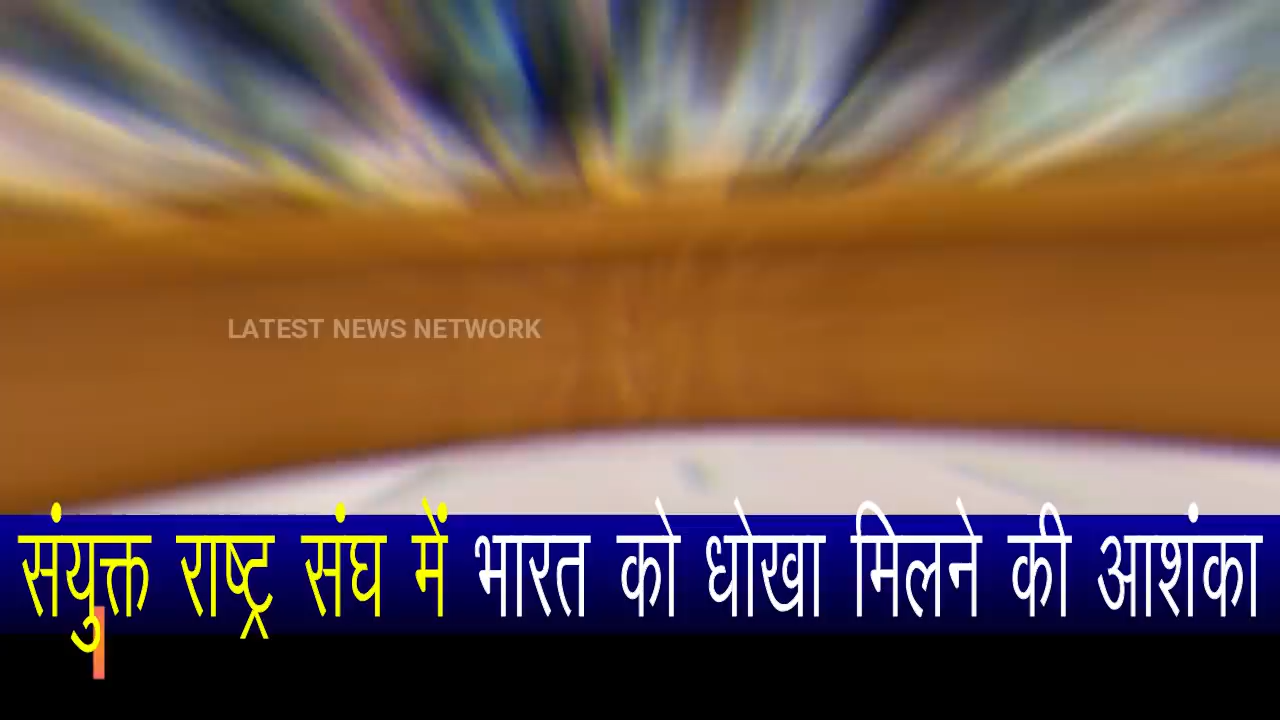 LATEST NEWS NETWORK
संयुक्त राष्ट्र संघ में भारत को धोखा मिलने की आशंका